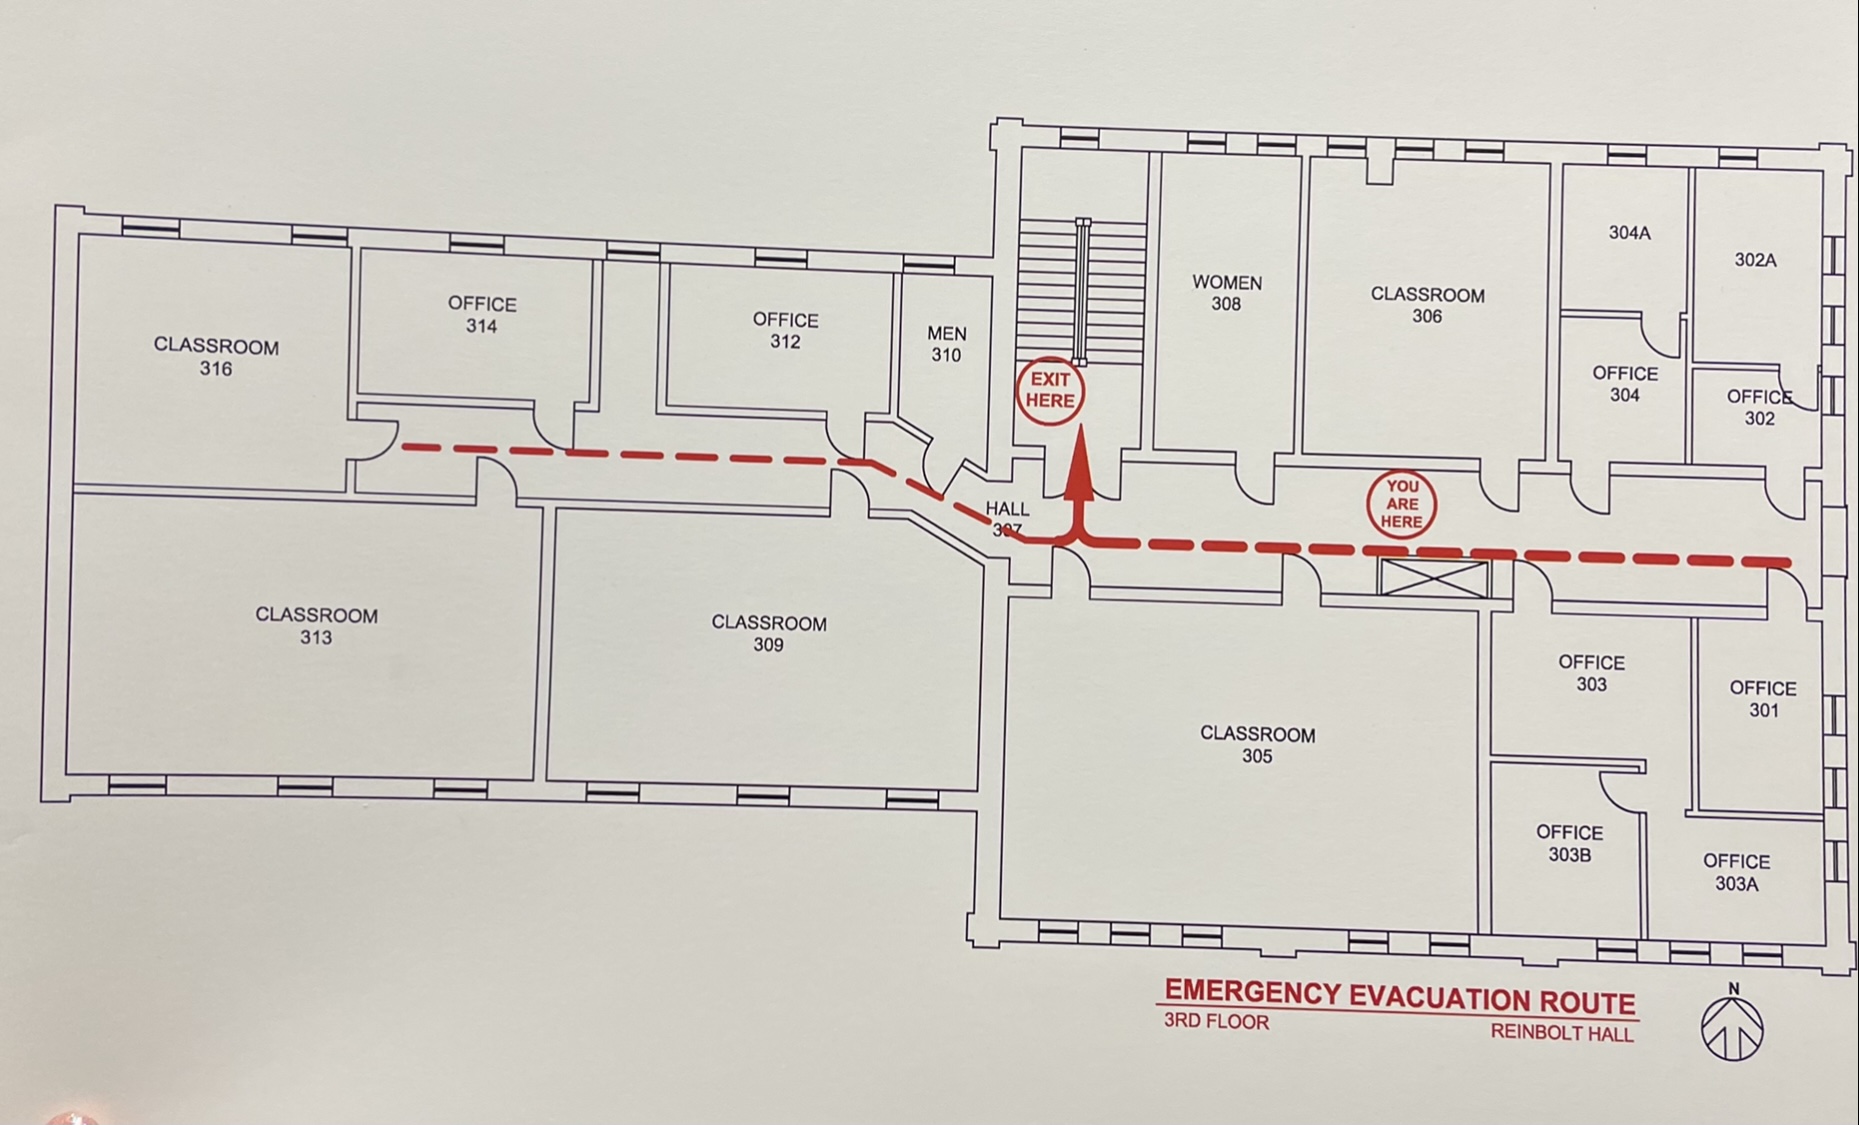 304A
302A
WOMEN
308
CLASSROOM
306
OFFICE
314
OFFICE
312
MEN
310
CLASSROOM
316
EXIT
HERE
OFFICE
304
OFFICE
302
YOU
ARE
HERE
HALL
307
CLASSROOM
313
CLASSROOM
309
CLASSROOM
305
OFFICE
303
OFFICE
301
OFFICE
303B
OFFICE
303A
EMERGENCY EVACUATION ROUTE
3RD FLOOR REINBOLT HALL
N